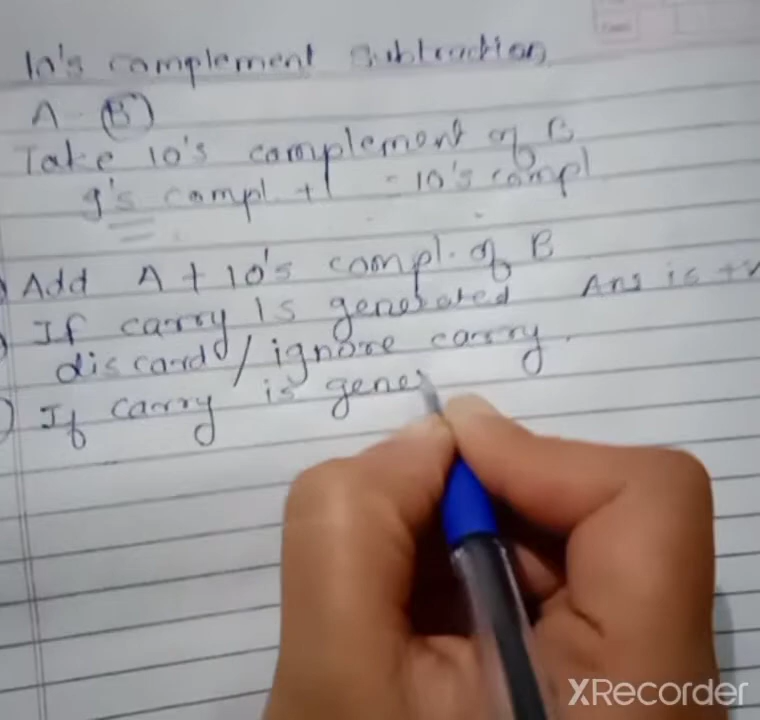 10's complement subtraction
A - B
Take 10's complement of B
9's compl + 1 = 10's compl
Add A + 10's compl. of B
If carry is generated Ans is +v
discard / ignore carry.
If carry is gene
XRecorder